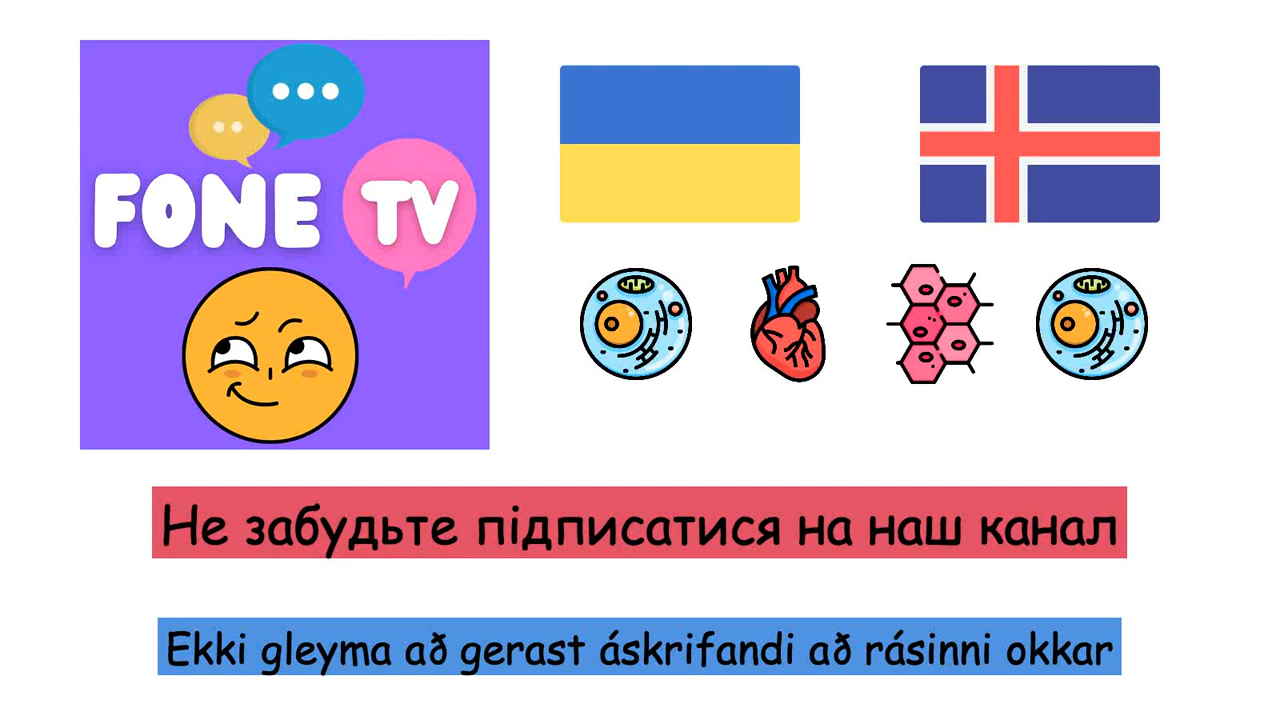 FONE TV
Не забудьте підписатися на наш канал
Ekki gleyma að gerast áskrifandi að rásinni okkar